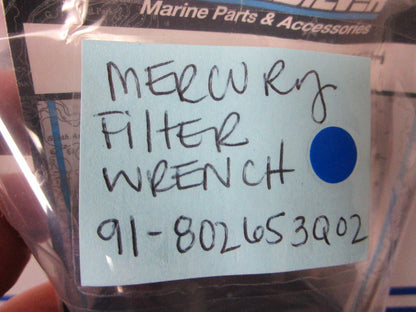 Marine Parts & Accessories
MERCURY
FILTER
WRENCH
91-802653Q02